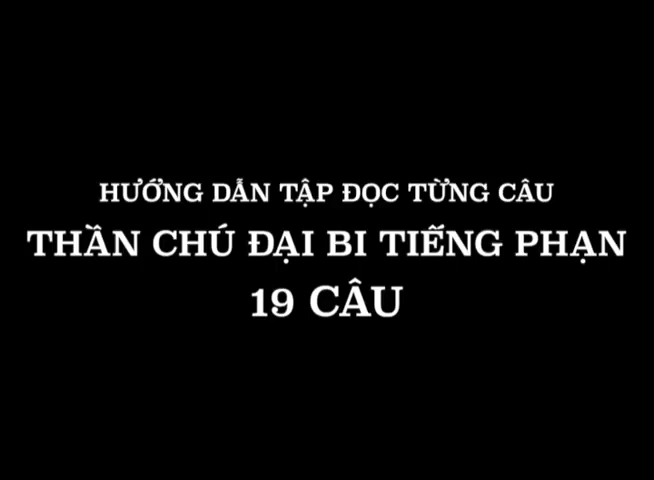 HƯỚNG DẪN TẬP ĐỌC TỪNG CÂU
THẦN CHÚ ĐẠI BI TIẾNG PHẠN
19 CÂU